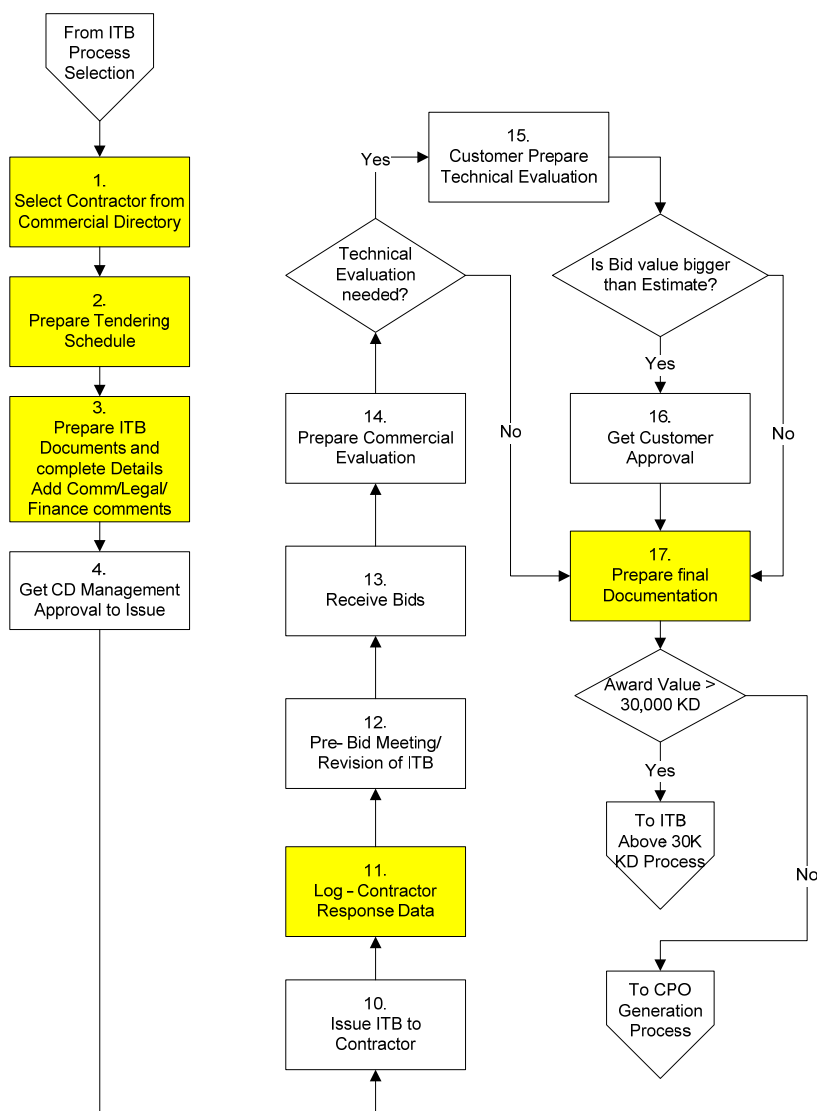 From ITB
Process
Selection
1.
Select Contractor from
Commercial Directory
2.
Prepare Tendering
Schedule
3.
Prepare ITB
Documents and
complete Details
Add Comm/Legal/
Finance comments
4.
Get CD Management
Approval to Issue
10.
Issue ITB to
Contractor
11.
Log – Contractor
Response Data
12.
Pre- Bid Meeting/
Revision of ITB
13.
Receive Bids
14.
Prepare Commercial
Evaluation
Technical
Evaluation
needed?
Yes
No
15.
Customer Prepare
Technical Evaluation
Is Bid value bigger
than Estimate?
Yes
No
16.
Get Customer
Approval
17.
Prepare final
Documentation
Award Value >
30,000 KD
Yes
No
To ITB
Above 30K
KD Process
To CPO
Generation
Process